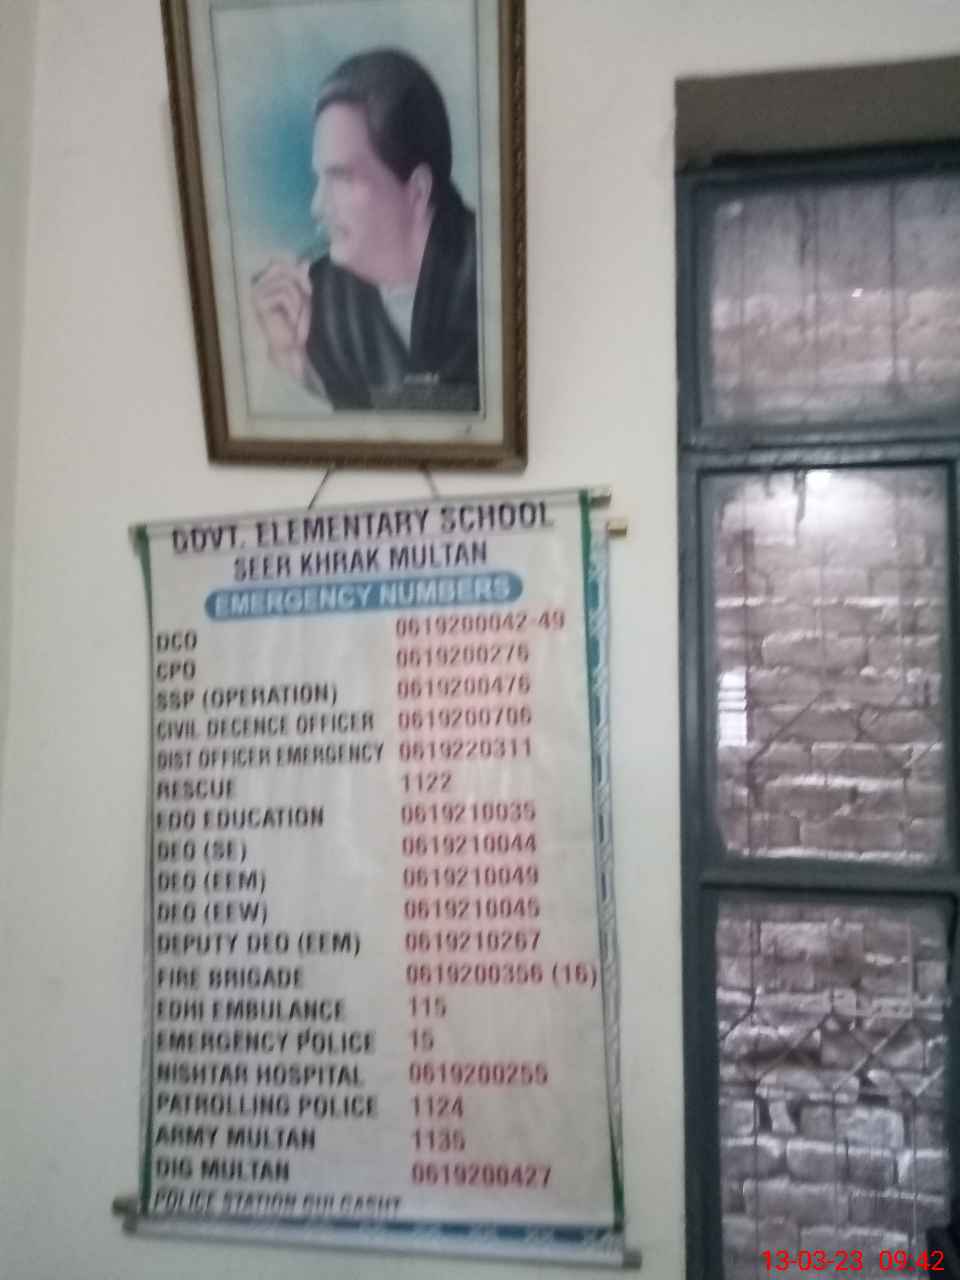 GOVT. ELEMENTARY SCHOOL
SEER KHRAK MULTAN
EMERGENCY NUMBERS
DCO 0619200042-49
CPO 0619200276
SSP (OPERATION) 0619200476
CIVIL DECENCE OFFICER 0619200706
DIST OFFICER EMERGENCY 0619220311
RESCUE 1122
EDO EDUCATION 0619210035
DEO (SE) 0619210044
DEO (EEM) 0619210049
DEO (EEW) 0619210045
DEPUTY DEO (EEM) 0619210267
FIRE BRIGADE 0619200356 (16)
EDHI EMBULANCE 115
EMERGENCY POLICE 15
NISHTAR HOSPITAL 0619200255
PATROLLING POLICE 1124
ARMY MULTAN 1135
DIG MULTAN 0619200427
POLICE STATION GULGASHT
13-03-23 09:42